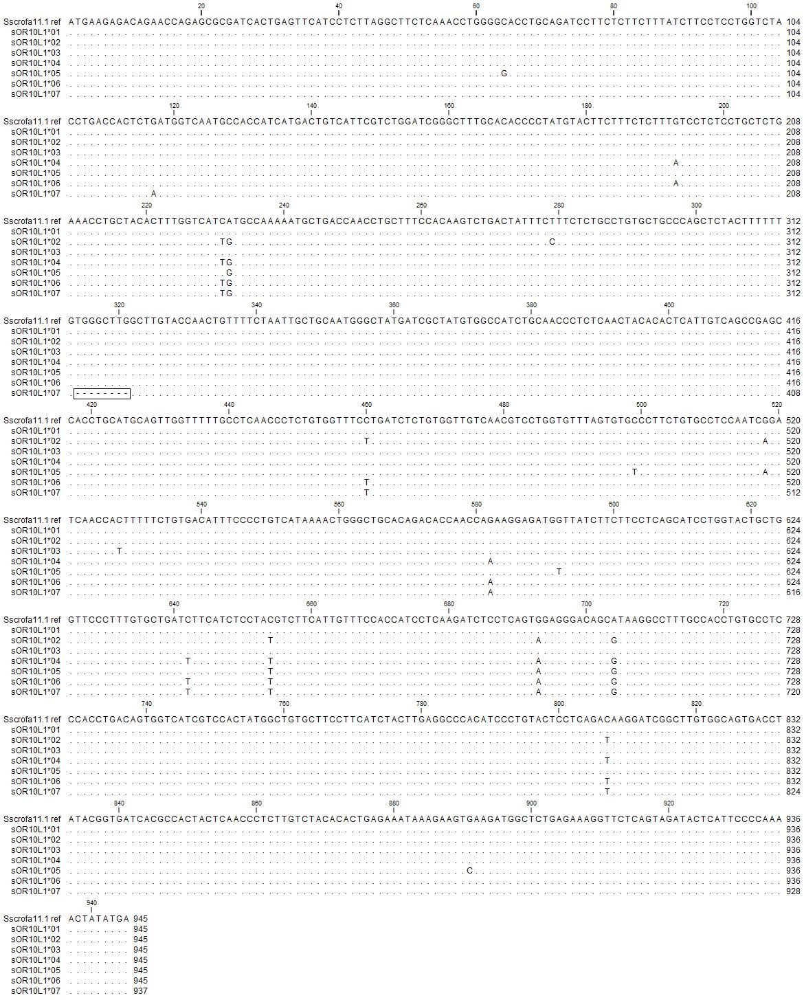 20 40 60 80 100
Sscrofa11.1 ref ATGAAGAGACAGAACCAGAGCGCGATCACTGAGTTCATCCTCTTAGGCTTCTCAAACCTGGGGCACCTGCAGATCCTTCTCTTCTTTATCTTCCTCCTGGTCTA 104
sOR10L1*01 104
sOR10L1*02 104
sOR10L1*03 104
sOR10L1*04 104
sOR10L1*05 G 104
sOR10L1*06 104
sOR10L1*07 104
120 140 160 180 200
Sscrofa11.1 ref CCTGACCACTCTGATGGTCAATGCCACCATCATGACTGTCATTCGTCTGGATCGGGCTTTGCACACCCCTATGTACTTCTTTCTCTTTGTCCTCTCCTGCTCTG 208
sOR10L1*01 208
sOR10L1*02 208
sOR10L1*03 208
sOR10L1*04 A 208
sOR10L1*05 208
sOR10L1*06 A 208
sOR10L1*07 A 208
220 240 260 280 300
Sscrofa11.1 ref AAACCTGCTACACTTTGGTCATCATGCCAAAAATGCTGACCAACCTGCTTTCCACAAGTCTGACTATTTCTTTCTCTGCCTGTGCTGCCCAGCTCTACTTTTTT 312
sOR10L1*01 312
sOR10L1*02 TG C 312
sOR10L1*03 312
sOR10L1*04 TG 312
sOR10L1*05 G 312
sOR10L1*06 TG 312
sOR10L1*07 TG 312
320 340 360 380 400
Sscrofa11.1 ref GTGGGCTTGGCTTGTACCAACTGTTTTCTAATTGCTGCAATGGGCTATGATCGCTATGTGGCCATCTGCAACCCTCTCAACTACACACTCATTGTCAGCCGAGC 416
sOR10L1*01 416
sOR10L1*02 416
sOR10L1*03 416
sOR10L1*04 416
sOR10L1*05 416
sOR10L1*06 416
sOR10L1*07 -------- 408
420 440 460 480 500 520
Sscrofa11.1 ref CACCTGCATGCAGTTGGTTTTTGCCTCAACCCTCTGTGGTTTCCTGATCTCTGTGGTTGTCAACGTCCTGGTGTTTAGTGTGCCCTTCTGTGCCTCCAATCGGA 520
sOR10L1*01 520
sOR10L1*02 T A 520
sOR10L1*03 520
sOR10L1*04 520
sOR10L1*05 T A 520
sOR10L1*06 T 520
sOR10L1*07 T 512
540 560 580 600 620
Sscrofa11.1 ref TCAACCACTTTTTCTGTGACATTTCCCCTGTCATAAAACTGGGCTGCACAGACACCAACCAGAAGGAGATGGTTATCTTCTTCCTCAGCATCCTGGTACTGCTG 624
sOR10L1*01 624
sOR10L1*02 624
sOR10L1*03 T 624
sOR10L1*04 A 624
sOR10L1*05 T 624
sOR10L1*06 A 624
sOR10L1*07 A 616
640 660 680 700 720
Sscrofa11.1 ref GTTCCCTTTGTGCTGATCTTCATCTCCTACGTCTTCATTGTTTCCACCATCCTCAAGATCTCCTCAGTGGAGGGACAGCATAAGGCCTTTGCCACCTGTGCCTC 728
sOR10L1*01 728
sOR10L1*02 T A G 728
sOR10L1*03 728
sOR10L1*04 T T A G 728
sOR10L1*05 T A G 728
sOR10L1*06 T T A G 728
sOR10L1*07 T T A G 720
740 760 780 800 820
Sscrofa11.1 ref CCACCTGACAGTGGTCATCGTCCACTATGGCTGTGCTTCCTTCATCTACTTGAGGCCCACATCCCTGTACTCCTCAGACAAGGATCGGCTTGTGGCAGTGACCT 832
sOR10L1*01 832
sOR10L1*02 T 832
sOR10L1*03 832
sOR10L1*04 T 832
sOR10L1*05 832
sOR10L1*06 T 832
sOR10L1*07 T 824
840 860 880 900 920
Sscrofa11.1 ref ATACGGTGATCACGCCACTACTCAACCCTCTTGTCTACACACTGAGAAATAAAGAAGTGAAGATGGCTCTGAGAAAGGTTCTCAGTAGATACTCATTCCCCAAA 936
sOR10L1*01 936
sOR10L1*02 936
sOR10L1*03 936
sOR10L1*04 936
sOR10L1*05 C 936
sOR10L1*06 936
sOR10L1*07 928
940
Sscrofa11.1 ref ACTATATGA 945
sOR10L1*01 945
sOR10L1*02 945
sOR10L1*03 945
sOR10L1*04 945
sOR10L1*05 945
sOR10L1*06 945
sOR10L1*07 937